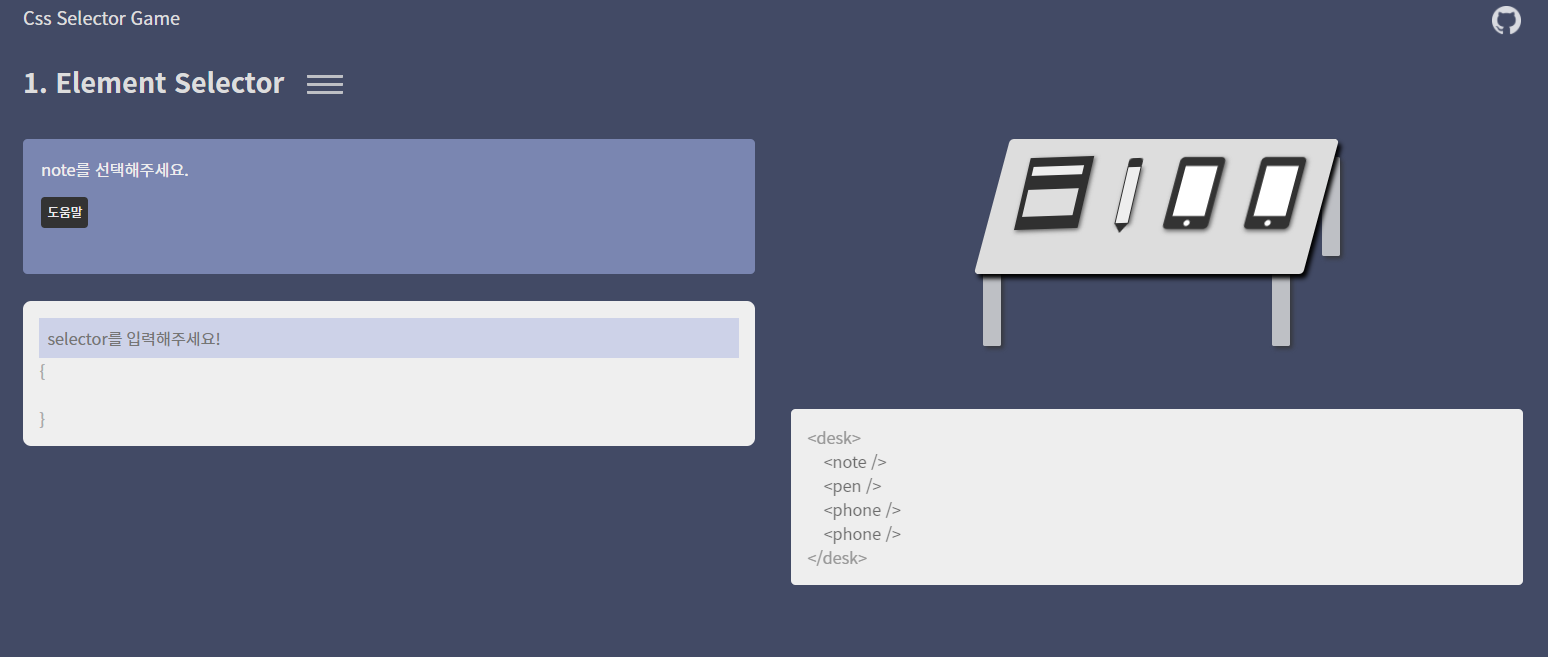 Css Selector Game
1. Element Selector
note를 선택해주세요.
도움말
selector를 입력해주세요!
{
}
<desk>
<note />
<pen />
<phone />
<phone />
</desk>